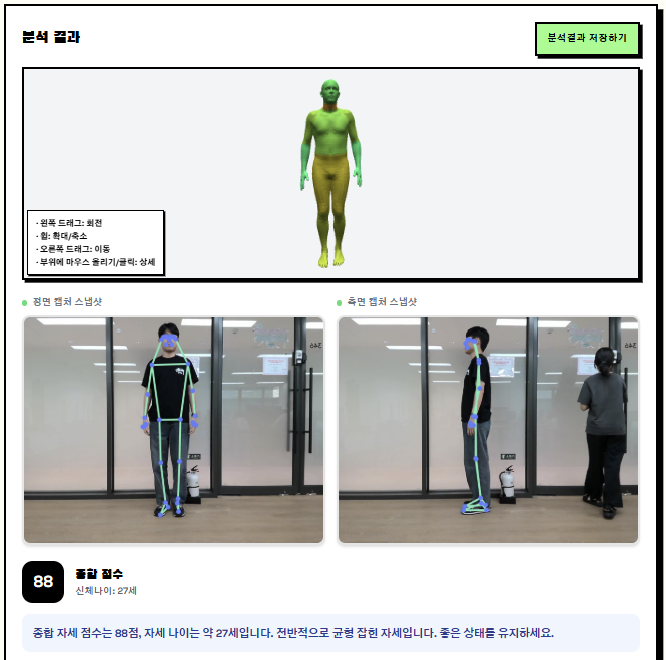 분석 결과
분석결과 저장하기
· 왼쪽 드래그: 회전
· 휠: 확대/축소
· 오른쪽 드래그: 이동
· 부위에 마우스 올리기/클릭: 상세
정면 캡처 스냅샷
측면 캡처 스냅샷
88
종합 점수
신체나이: 27세
종합 자세 점수는 88점, 자세 나이는 약 27세입니다. 전반적으로 균형 잡힌 자세입니다. 좋은 상태를 유지하세요.